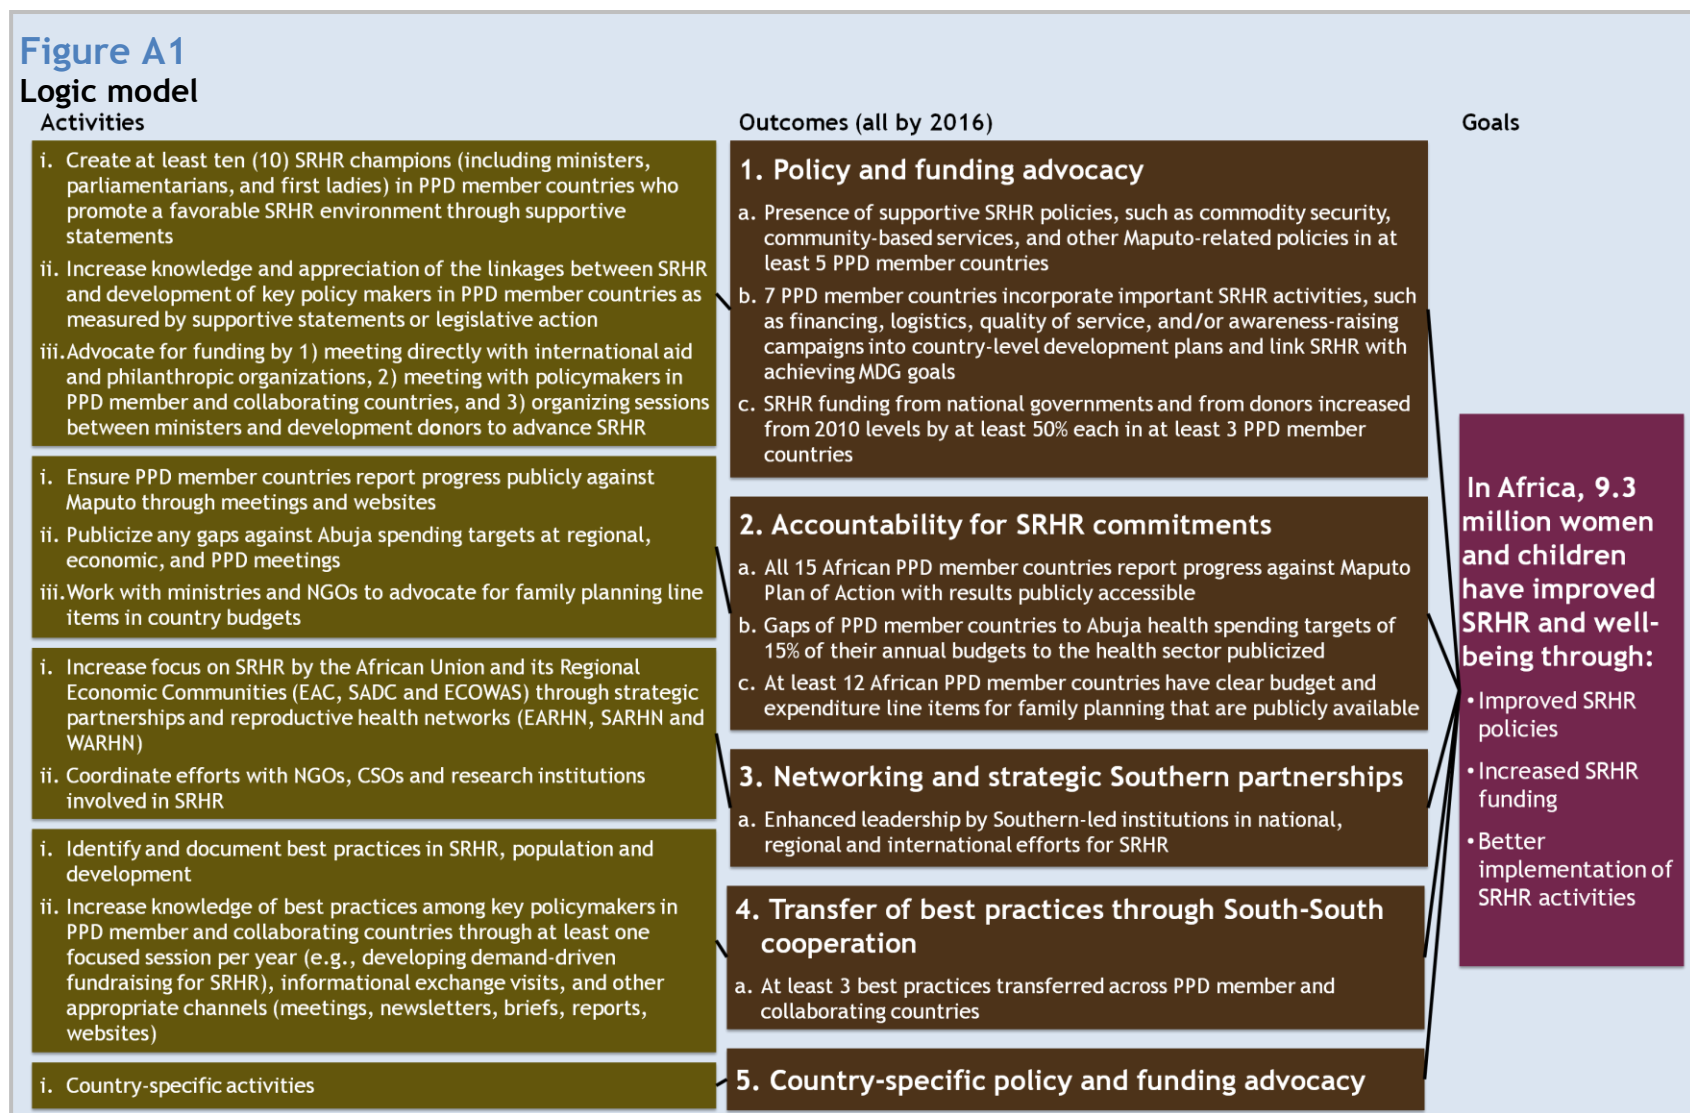 Figure A1
Logic model
Activities
i. Create at least ten (10) SRHR champions (including ministers,
parliamentarians, and first ladies) in PPD member countries who
promote a favorable SRHR environment through supportive
statements
ii. Increase knowledge and appreciation of the linkages between SRHR
and development of key policy makers in PPD member countries as
measured by supportive statements or legislative action
iii. Advocate for funding by 1) meeting directly with international aid
and philanthropic organizations, 2) meeting with policymakers in
PPD member and collaborating countries, and 3) organizing sessions
between ministers and development donors to advance SRHR
i. Ensure PPD member countries report progress publicly against
Maputo through meetings and websites
ii. Publicize any gaps against Abuja spending targets at regional,
economic, and PPD meetings
iii. Work with ministries and NGOs to advocate for family planning line
items in country budgets
i. Increase focus on SRHR by the African Union and its Regional
Economic Communities (EAC, SADC and ECOWAS) through strategic
partnerships and reproductive health networks (EARHN, SARHN and
WARHN)
ii. Coordinate efforts with NGOs, CSOs and research institutions
involved in SRHR
i. Identify and document best practices in SRHR, population and
development
ii. Increase knowledge of best practices among key policymakers in
PPD member and collaborating countries through at least one
focused session per year (e.g., developing demand-driven
fundraising for SRHR), informational exchange visits, and other
appropriate channels (meetings, newsletters, briefs, reports,
websites)
i. Country-specific activities
Outcomes (all by 2016)
1. Policy and funding advocacy
a. Presence of supportive SRHR policies, such as commodity security,
community-based services, and other Maputo-related policies in at
least 5 PPD member countries
b. 7 PPD member countries incorporate important SRHR activities, such
as financing, logistics, quality of service, and/or awareness-raising
campaigns into country-level development plans and link SRHR with
achieving MDG goals
c. SRHR funding from national governments and from donors increased
from 2010 levels by at least 50% each in at least 3 PPD member
countries
2. Accountability for SRHR commitments
a. All 15 African PPD member countries report progress against Maputo
Plan of Action with results publicly accessible
b. Gaps of PPD member countries to Abuja health spending targets of
15% of their annual budgets to the health sector publicized
c. At least 12 African PPD member countries have clear budget and
expenditure line items for family planning that are publicly available
3. Networking and strategic Southern partnerships
a. Enhanced leadership by Southern-led institutions in national,
regional and international efforts for SRHR
4. Transfer of best practices through South-South
cooperation
a. At least 3 best practices transferred across PPD member and
collaborating countries
5. Country-specific policy and funding advocacy
Goals
In Africa, 9.3
million women
and children
have improved
SRHR and well-
being through:
• Improved SRHR
policies
• Increased SRHR
funding
• Better
implementation of
SRHR activities